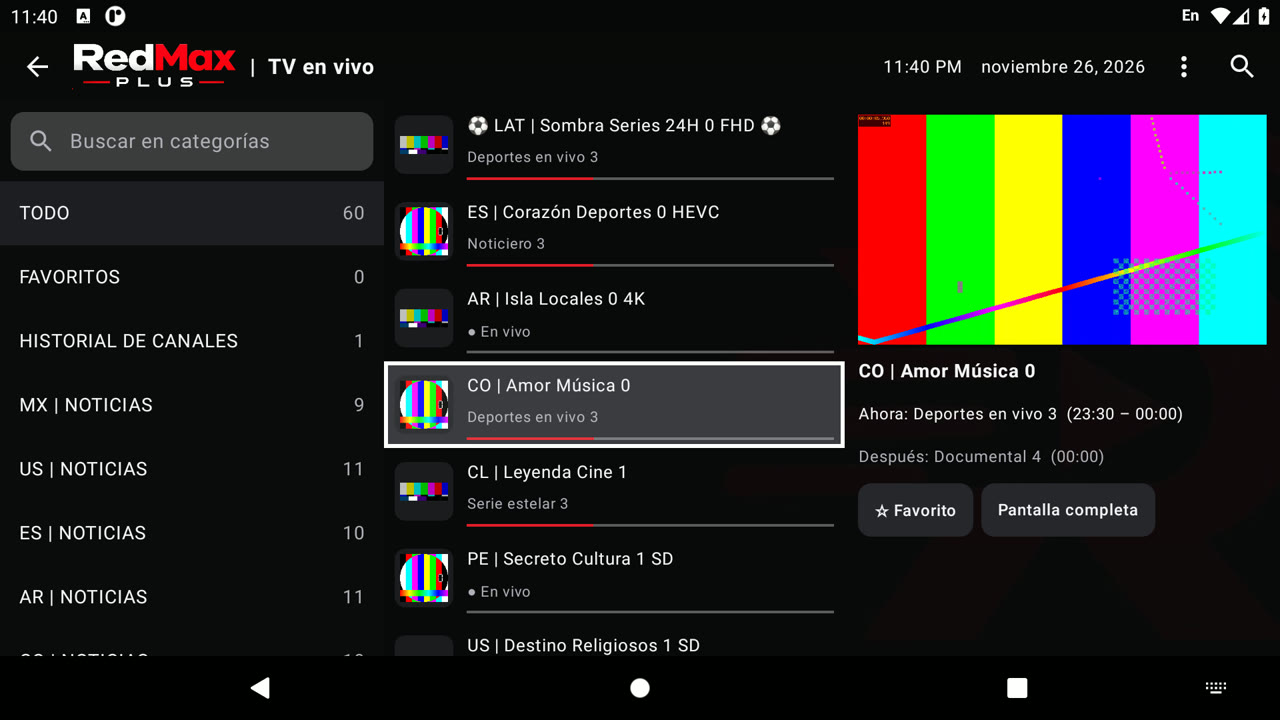 11:40
En
RedMax
PLUS
| TV en vivo
11:40 PM noviembre 26, 2026
Buscar en categorías
TODO 60
FAVORITOS 0
HISTORIAL DE CANALES 1
MX | NOTICIAS 9
US | NOTICIAS 11
ES | NOTICIAS 10
AR | NOTICIAS 11
⚽ LAT | Sombra Series 24H 0 FHD ⚽
Deportes en vivo 3
ES | Corazón Deportes 0 HEVC
Noticiero 3
AR | Isla Locales 0 4K
● En vivo
CO | Amor Música 0
Deportes en vivo 3
CL | Leyenda Cine 1
Serie estelar 3
PE | Secreto Cultura 1 SD
● En vivo
US | Destino Religiosos 1 SD
CO | Amor Música 0
Ahora: Deportes en vivo 3 (23:30 – 00:00)
Después: Documental 4 (00:00)
☆ Favorito
Pantalla completa